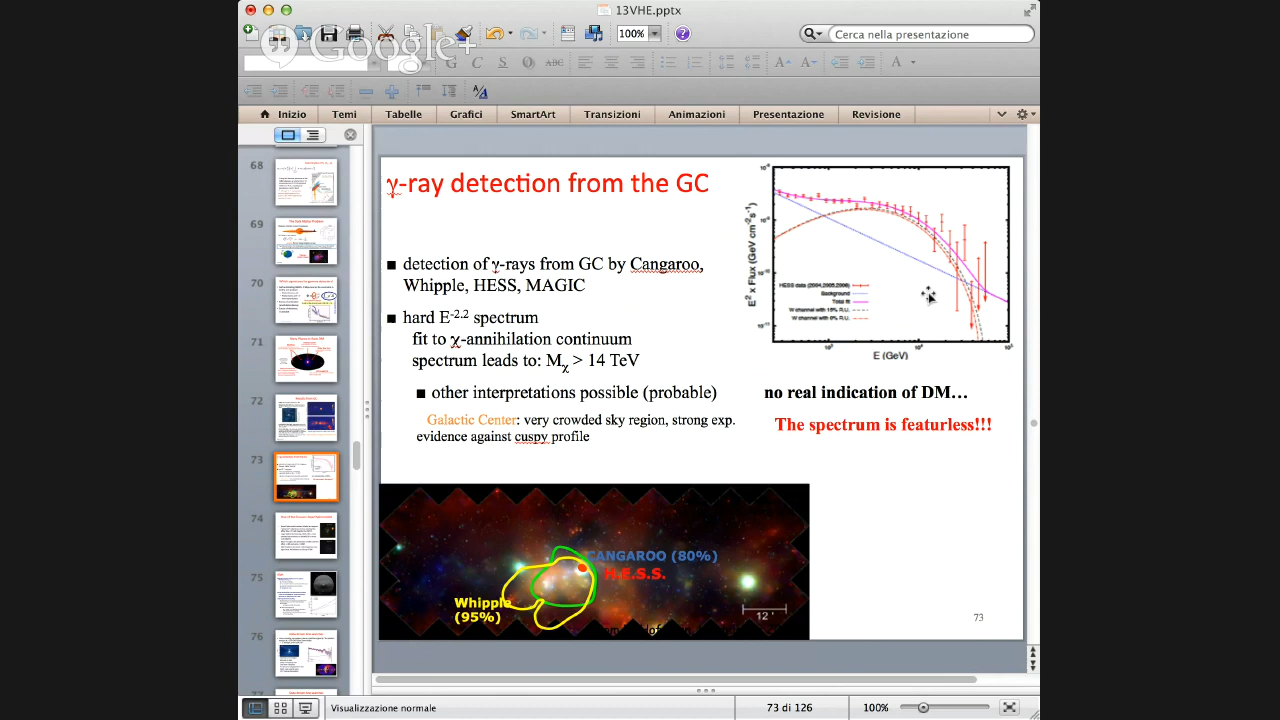 13VHE.pptx
Google+
100%
Cerca nella presentazione
Inizio Temi Tabelle Grafici SmartArt Transizioni Animazioni Presentazione Revisione
68
69
70
71
72
73
74
75
76
γ-ray detection from the GC
detection of γ-rays from GC by Cangaroo,
Whipple, HESS, MAGIC
hard E-2.2 spectrum
fit to χ-annihilation continuum
spectrum leads to: Mχ > 14 TeV
other interpretations possible (probable)
Galactic Center: very crowded sky region, strong exp.
evidence against cuspy profile
E² x Flux (GeV cm⁻² s⁻¹)
HESS data (2004,2005,2006)
Background
Total fit
E (GeV)
no real indication of DM…
The spectrum is featurless!!!
CANGAROO (80%)
H.E.S.S.
Whipple
(95%)
12 '
73
Visualizzazione normale
73 di 126
100%